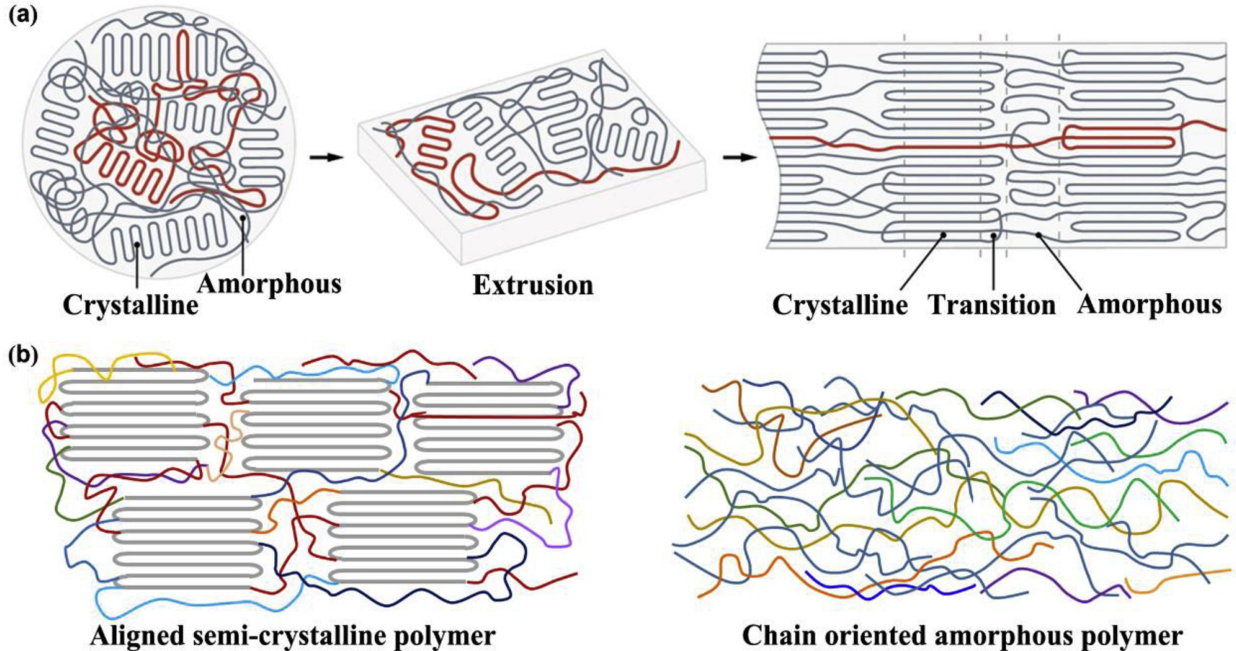 (a)
Crystalline
Amorphous
Extrusion
Crystalline
Transition
Amorphous
(b)
Aligned semi-crystalline polymer
Chain oriented amorphous polymer